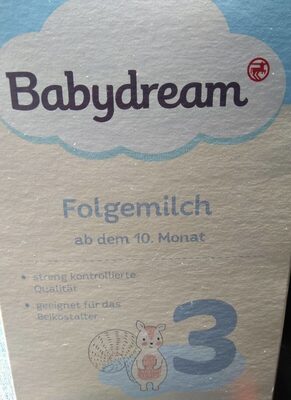 Babydream
Folgemilch
ab dem 10. Monat
• streng kontrollierte
Qualität
• geeignet für das
Beikostalter
3